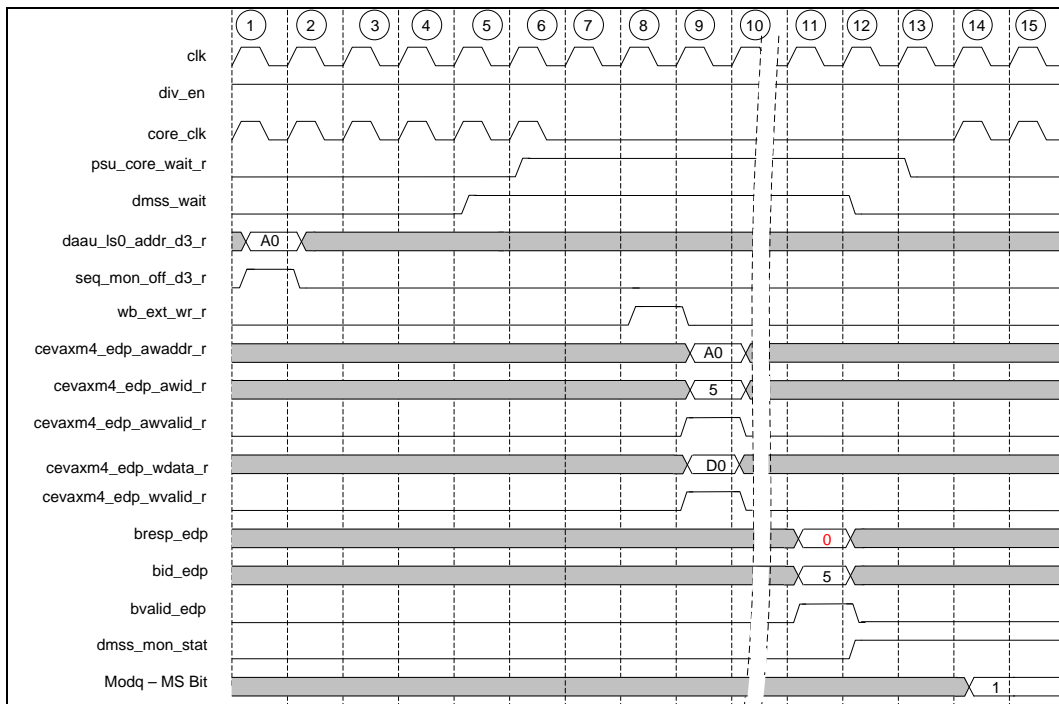 1 2 3 4 5 6 7 8 9 10 11 12 13 14 15
clk
div_en
core_clk
psu_core_wait_r
dmss_wait
daau_ls0_addr_d3_r A0
seq_mon_off_d3_r
wb_ext_wr_r
cevaxm4_edp_awaddr_r A0
cevaxm4_edp_awid_r 5
cevaxm4_edp_awvalid_r
cevaxm4_edp_wdata_r D0
cevaxm4_edp_wvalid_r
bresp_edp 0
bid_edp 5
bvalid_edp
dmss_mon_stat
Modq – MS Bit 1